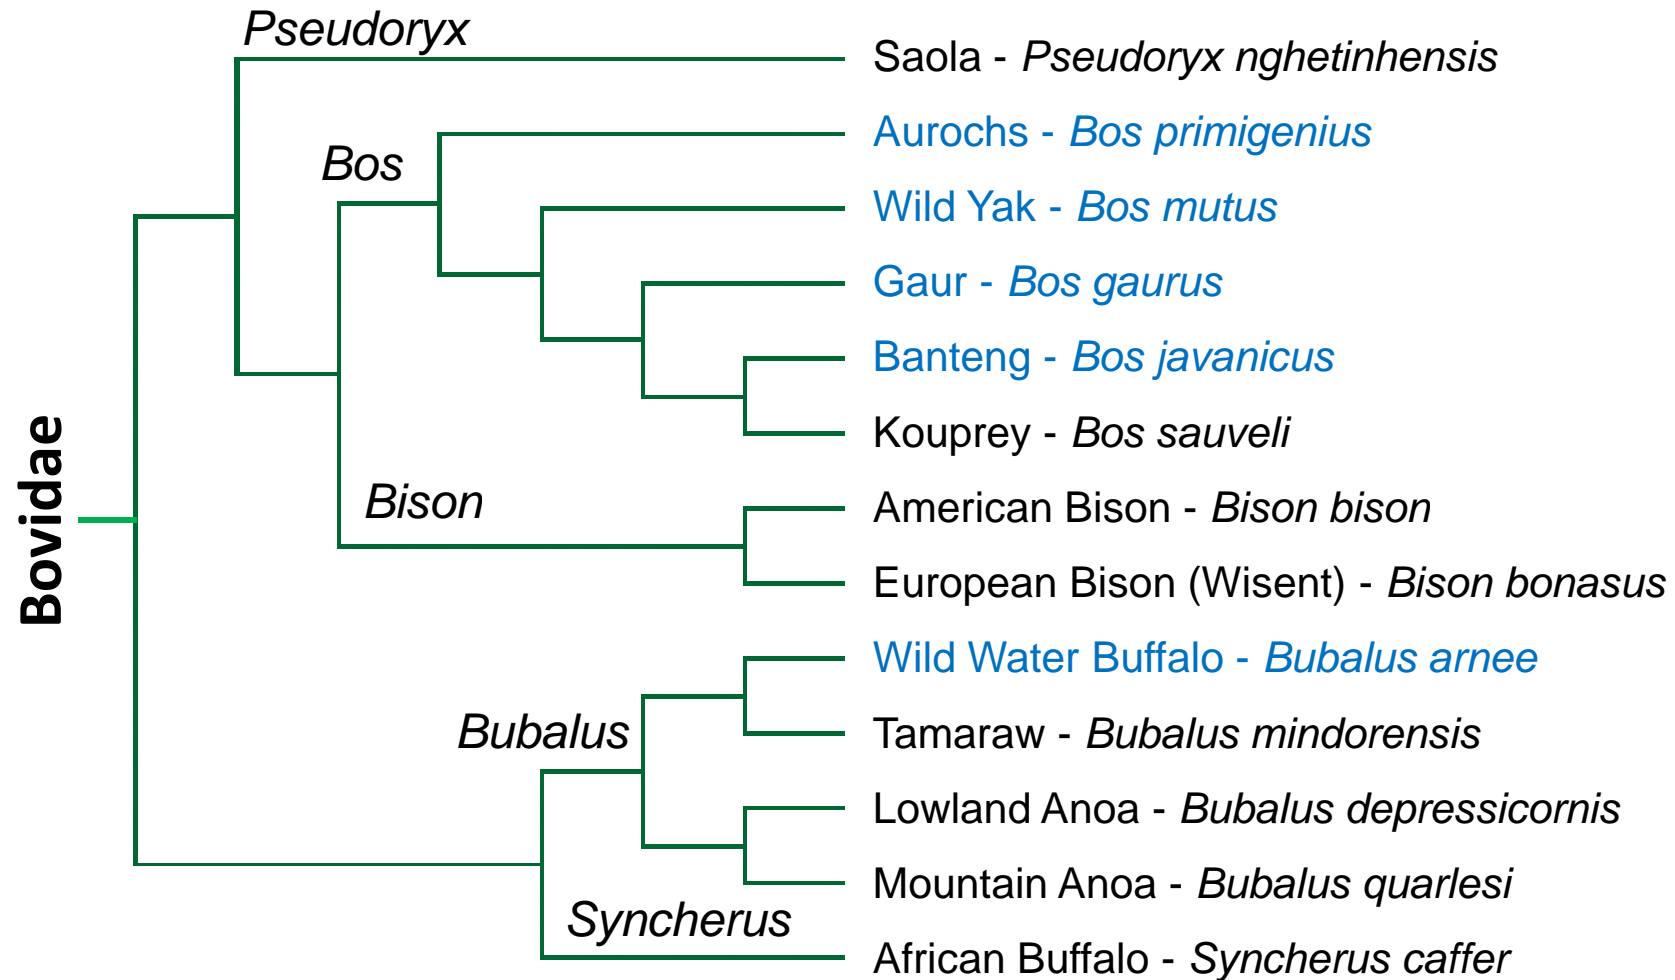 Pseudoryx
Saola - Pseudoryx nghetinhensis
Aurochs - Bos primigenius
Bos
Wild Yak - Bos mutus
Gaur - Bos gaurus
Banteng - Bos javanicus
Kouprey - Bos sauveli
Bovidae
Bison
American Bison - Bison bison
European Bison (Wisent) - Bison bonasus
Wild Water Buffalo - Bubalus arnee
Bubalus
Tamaraw - Bubalus mindorensis
Lowland Anoa - Bubalus depressicornis
Mountain Anoa - Bubalus quarlesi
Syncherus
African Buffalo - Syncherus caffer